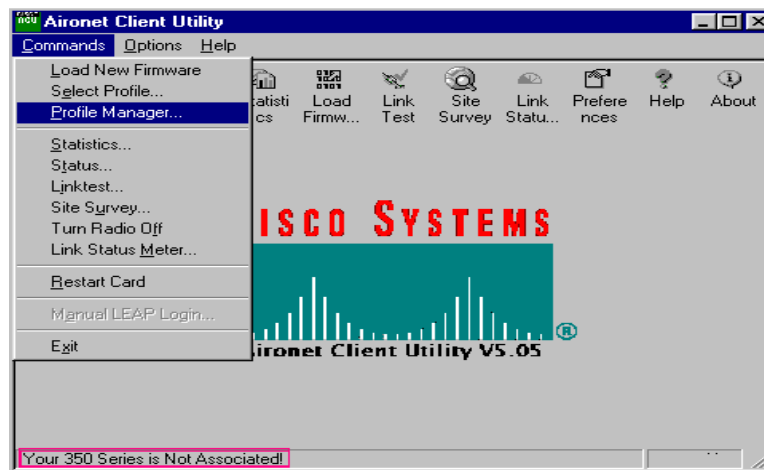 Aironet Client Utility
Commands Options Help
Load New Firmware
Select Profile...
Profile Manager...
Statistics...
Status...
Linktest...
Site Survey...
Turn Radio Off
Link Status Meter...
Restart Card
Manual LEAP Login...
Exit
atisti
cs
Load
Firmw...
Link
Test
Site
Survey
Link
Statu...
Prefere
nces
Help
About
ISCO SYSTEMS
®
ironet Client Utility V5.05
Your 350 Series is Not Associated!